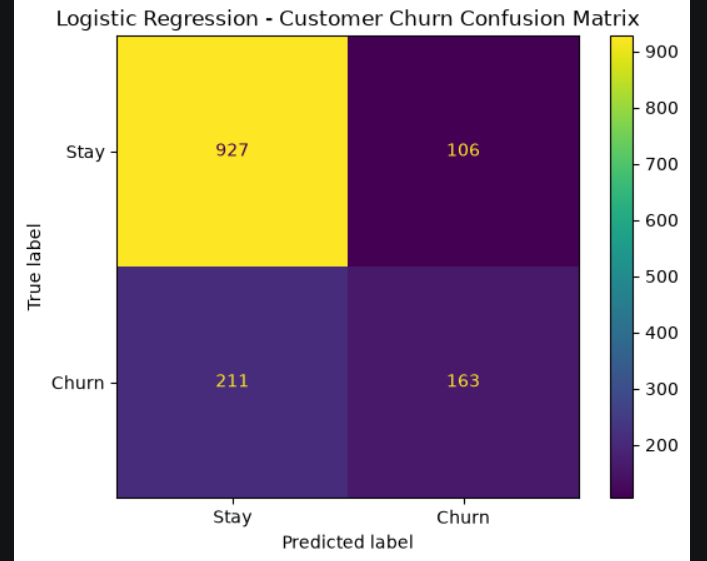 Logistic Regression - Customer Churn Confusion Matrix
900
800
700
600
500
400
300
200
True label
Stay
927
106
Churn
211
163
Stay
Churn
Predicted label